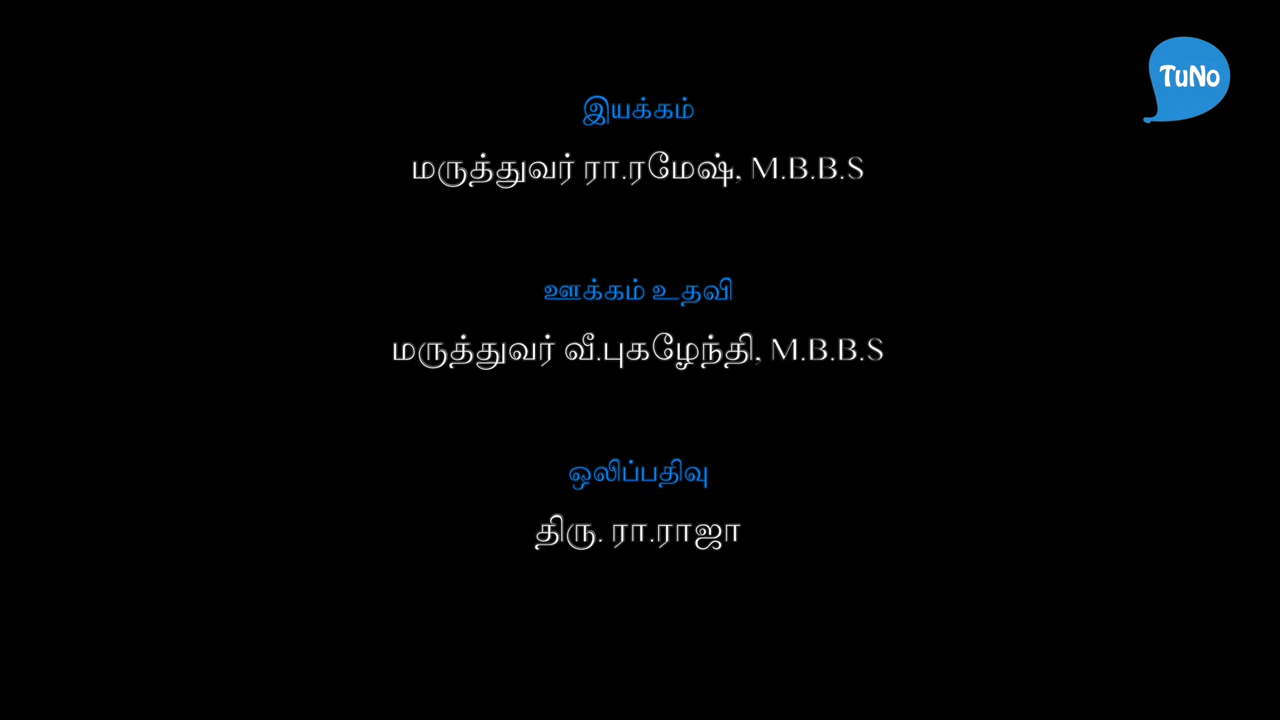 TuNo
இயக்கம்
மருத்துவர் ரா.ரமேஷ், M.B.B.S
ஊக்கம் உதவி
மருத்துவர் வீ.புகழேந்தி, M.B.B.S
ஒலிப்பதிவு
திரு. ரா.ராஜா